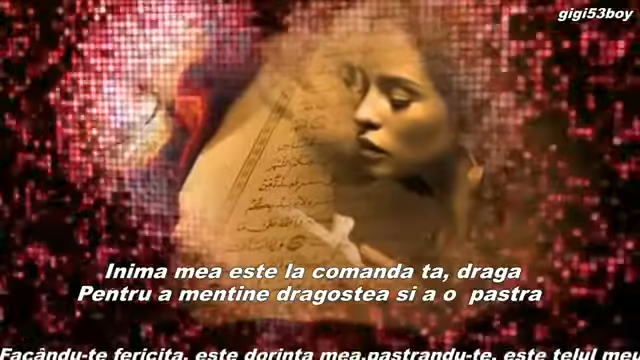 gigi53boy
Inima mea este la comanda ta, draga
Pentru a mentine dragostea si a o pastra
Facându-te fericita, este dorinta mea,pastrandu-te, este telul meu